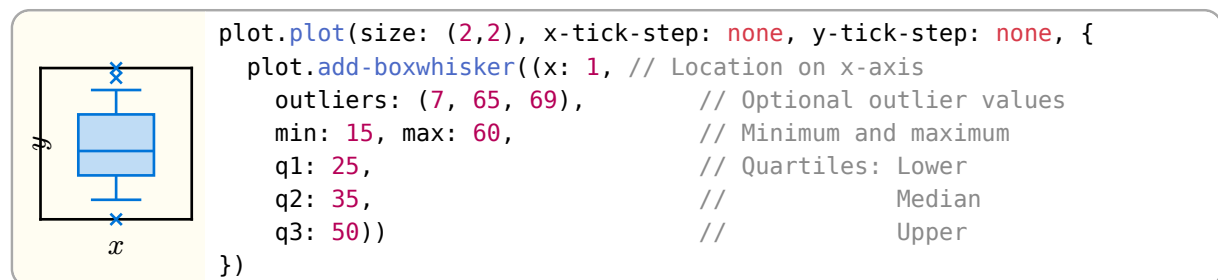 y
x
plot.plot(size: (2,2), x-tick-step: none, y-tick-step: none, {
  plot.add-boxwhisker((x: 1, // Location on x-axis
    outliers: (7, 65, 69),         // Optional outlier values
    min: 15, max: 60,              // Minimum and maximum
    q1: 25,                        // Quartiles: Lower
    q2: 35,                        //             Median
    q3: 50))                       //             Upper
})